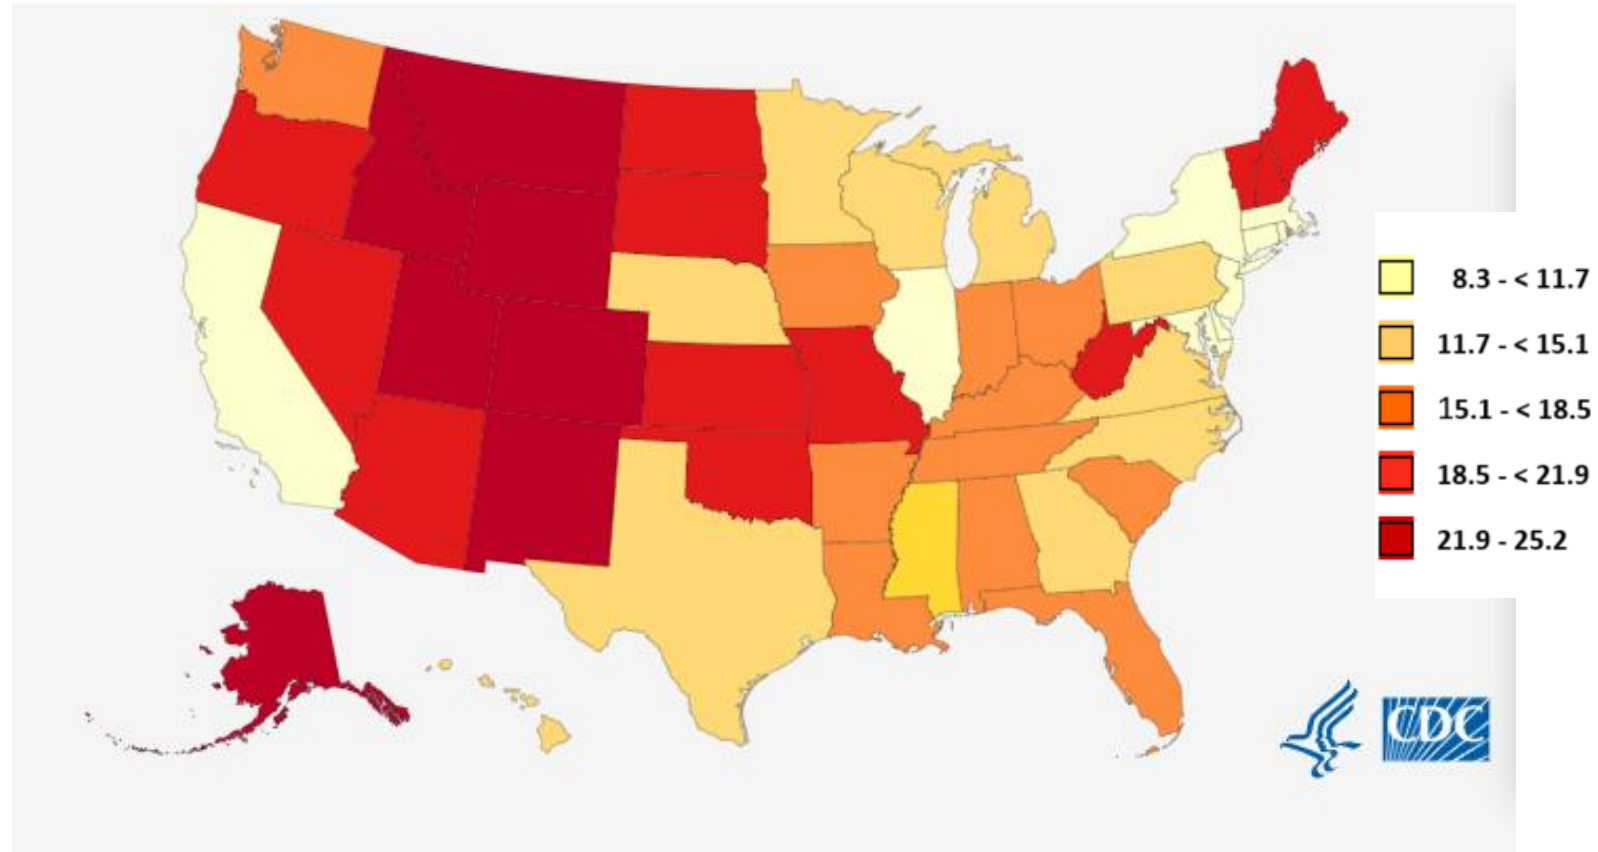 8.3 - < 11.7
11.7 - < 15.1
15.1 - < 18.5
18.5 - < 21.9
21.9 - 25.2
CDC